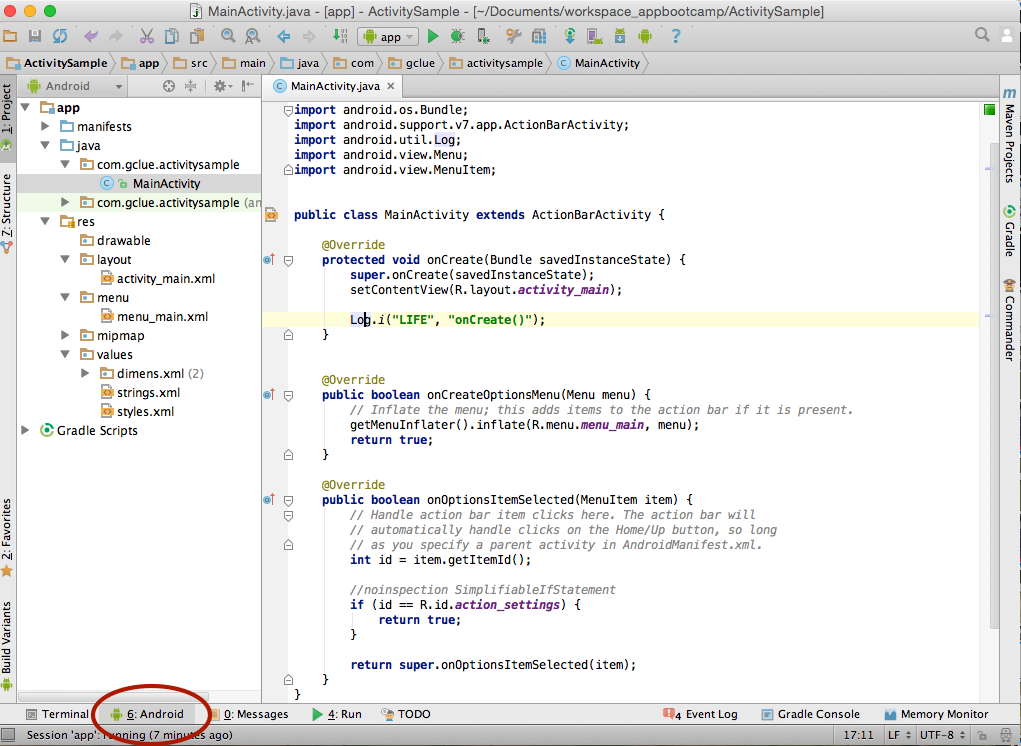 MainActivity.java - [app] - ActivitySample - [~/Documents/workspace_appbootcamp/ActivitySample]
app
?
ActivitySample
app
src
main
java
com
gclue
activitysample
C MainActivity
1: Project
7: Structure
2: Favorites
Build Variants
Android
app
manifests
java
com.gclue.activitysample
C MainActivity
com.gclue.activitysample (an
res
drawable
layout
activity_main.xml
menu
menu_main.xml
mipmap
values
dimens.xml (2)
strings.xml
styles.xml
Gradle Scripts
C MainActivity.java ×
import android.os.Bundle;
import android.support.v7.app.ActionBarActivity;
import android.util.Log;
import android.view.Menu;
import android.view.MenuItem;
public class MainActivity extends ActionBarActivity {
@Override
protected void onCreate(Bundle savedInstanceState) {
super.onCreate(savedInstanceState);
setContentView(R.layout.activity_main);
Log.i("LIFE", "onCreate()");
}
@Override
public boolean onCreateOptionsMenu(Menu menu) {
// Inflate the menu; this adds items to the action bar if it is present.
getMenuInflater().inflate(R.menu.menu_main, menu);
return true;
}
@Override
public boolean onOptionsItemSelected(MenuItem item) {
// Handle action bar item clicks here. The action bar will
// automatically handle clicks on the Home/Up button, so long
// as you specify a parent activity in AndroidManifest.xml.
int id = item.getItemId();
//noinspection SimplifiableIfStatement
if (id == R.id.action_settings) {
return true;
}
return super.onOptionsItemSelected(item);
}
}
m Maven Projects
Gradle
Commander
Terminal
6: Android
0: Messages
4: Run
TODO
4 Event Log
Gradle Console
Memory Monitor
Session 'app': running (7 minutes ago)
17:11
LF
UTF-8